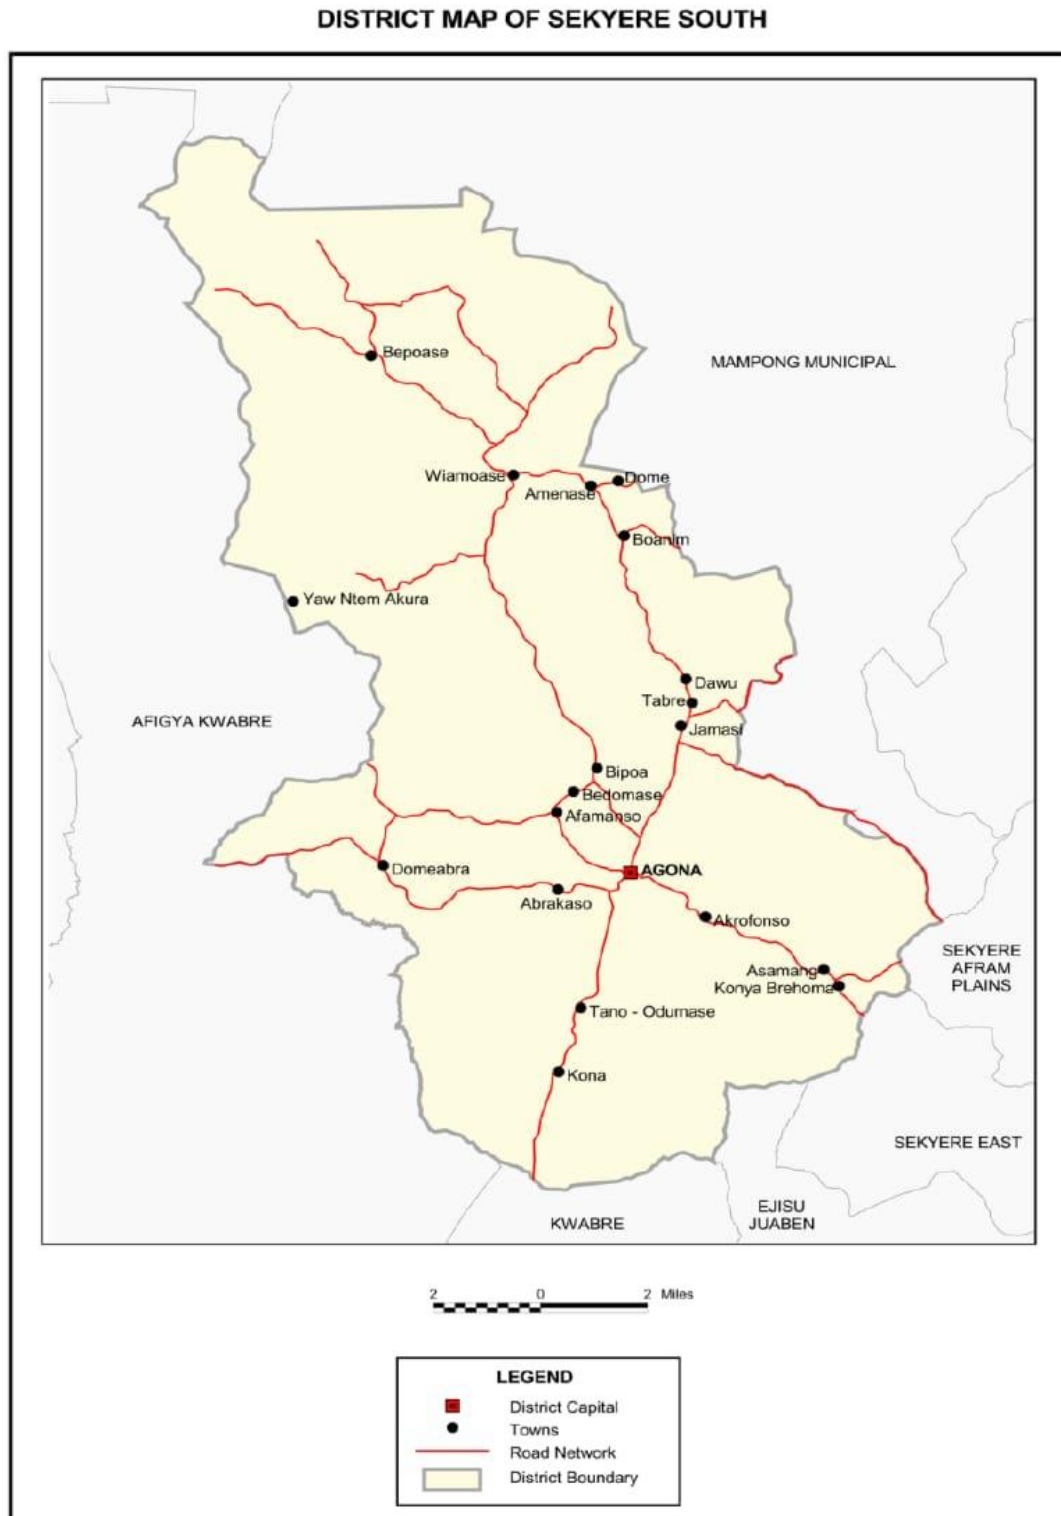 DISTRICT MAP OF SEKYERE SOUTH
Bepoase
MAMPONG MUNICIPAL
Wiamoase
Dome
Amenase
Boanim
Yaw Ntem Akura
Dawu
Tabre
AFIGYA KWABRE
Jamasi
Bipoa
Bedomase
Afamanso
Domeabra
AGONA
Abrakaso
Akrofonso
SEKYERE
AFRAM
PLAINS
Asamang
Konya Brehoma
Tano - Odumase
Kona
SEKYERE EAST
KWABRE
EJISU
JUABEN
2 0 2 Miles
LEGEND
District Capital
Towns
Road Network
District Boundary